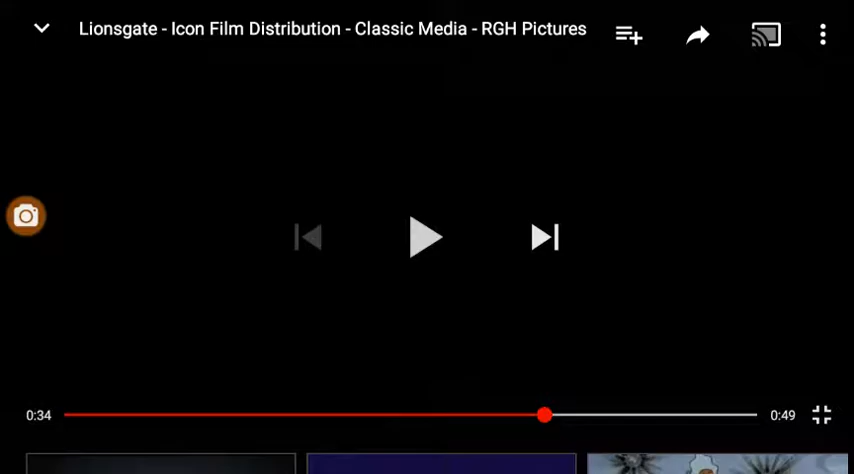 Lionsgate - Icon Film Distribution - Classic Media - RGH Pictures
0:34
0:49